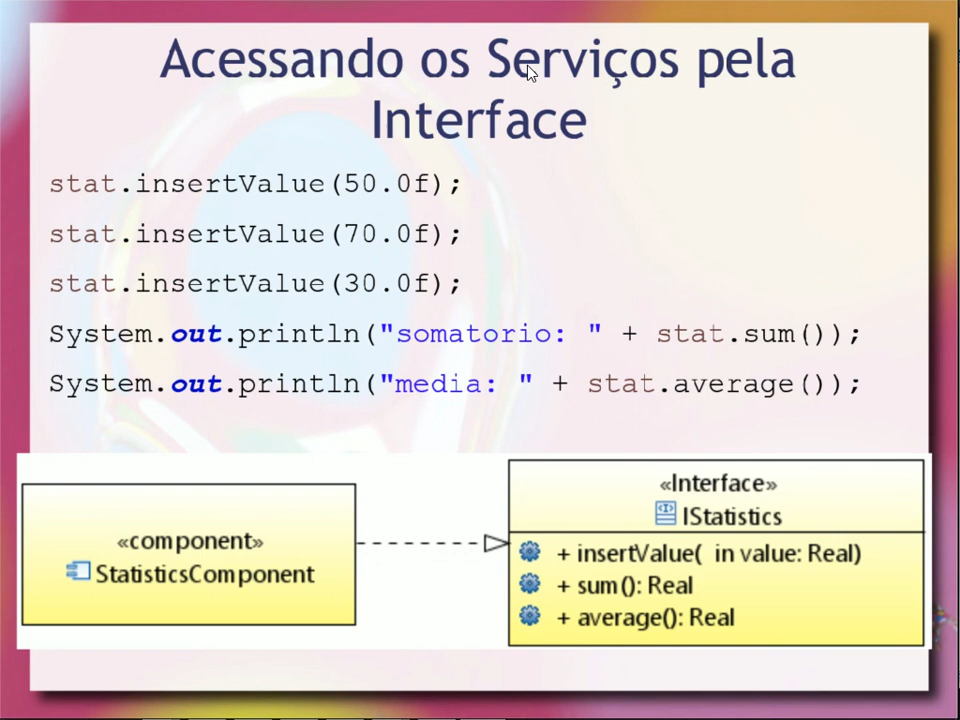 Acessando os Serviços pela
Interface
stat.insertValue(50.0f);
stat.insertValue(70.0f);
stat.insertValue(30.0f);
System.out.println("somatorio: " + stat.sum());
System.out.println("media: " + stat.average());
«component»
StatisticsComponent
«Interface»
IStatistics
+ insertValue( in value: Real)
+ sum(): Real
+ average(): Real